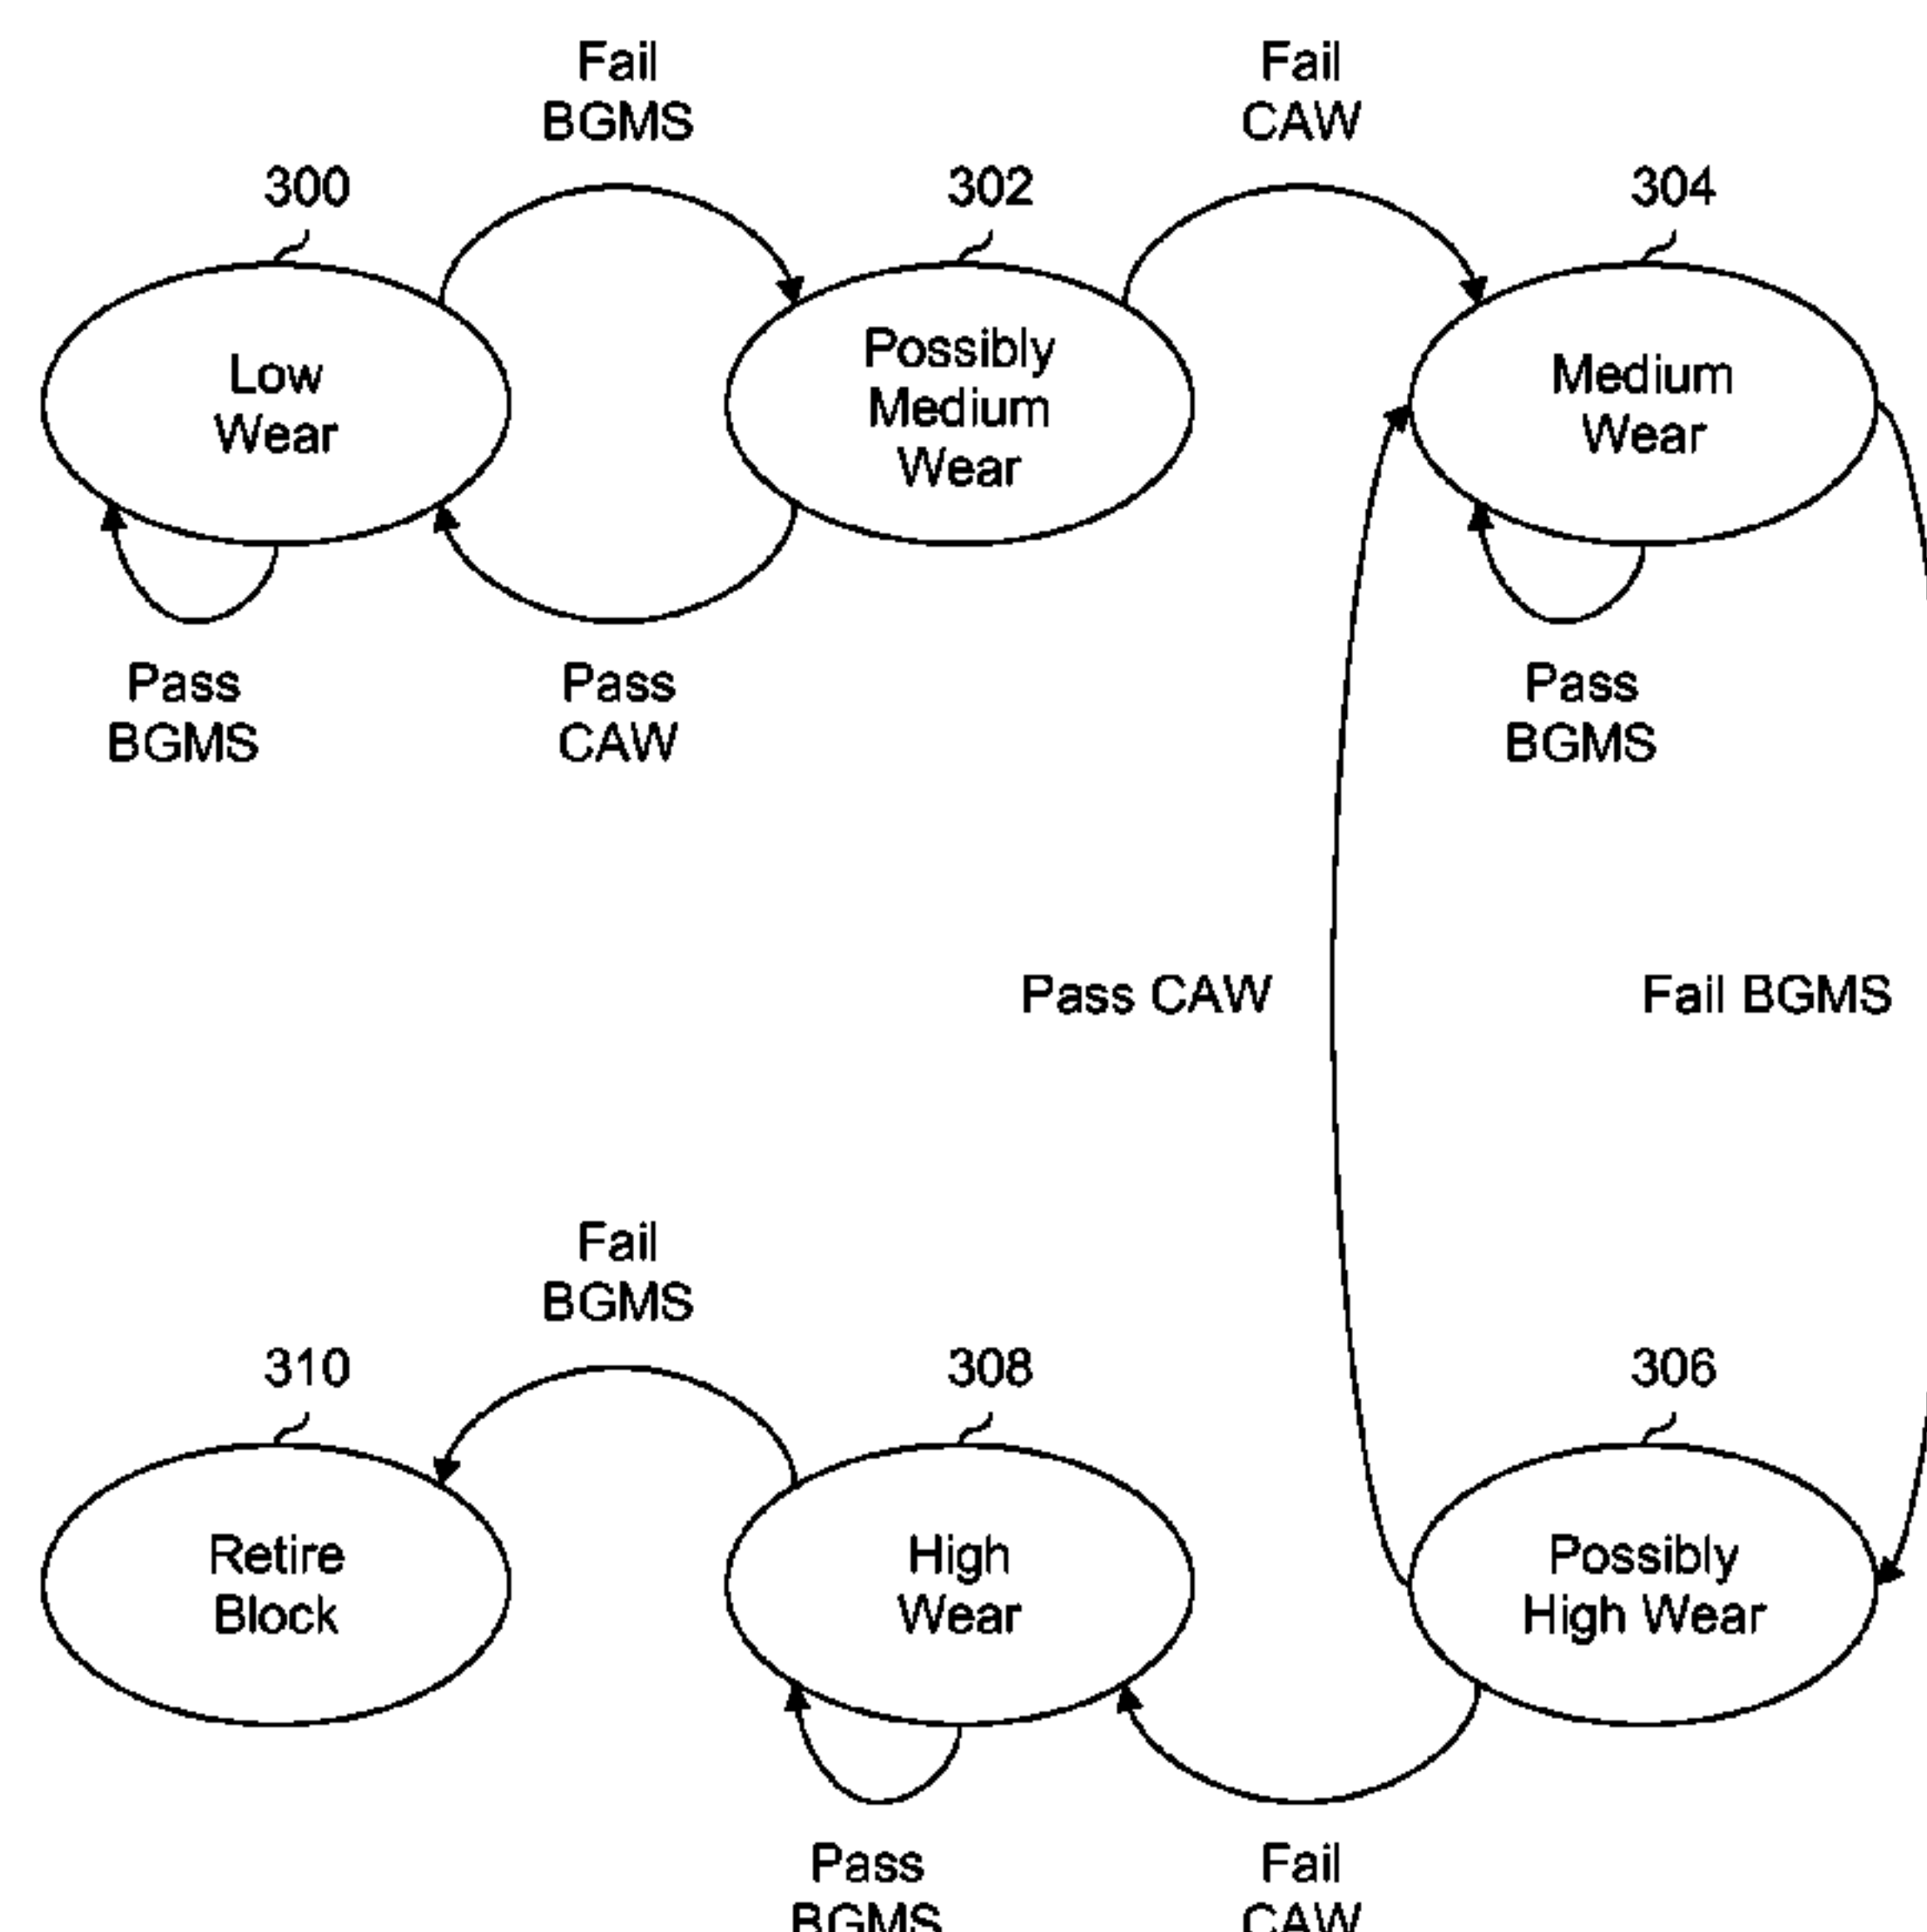 Fail
BGMS
Fail
CAW
300
302
304
Low
Wear
Possibly
Medium
Wear
Medium
Wear
Pass
BGMS
Pass
CAW
Pass
BGMS
Pass CAW
Fail BGMS
Fail
BGMS
310
308
306
Retire
Block
High
Wear
Possibly
High Wear
Pass
BGMS
Fail
CAW